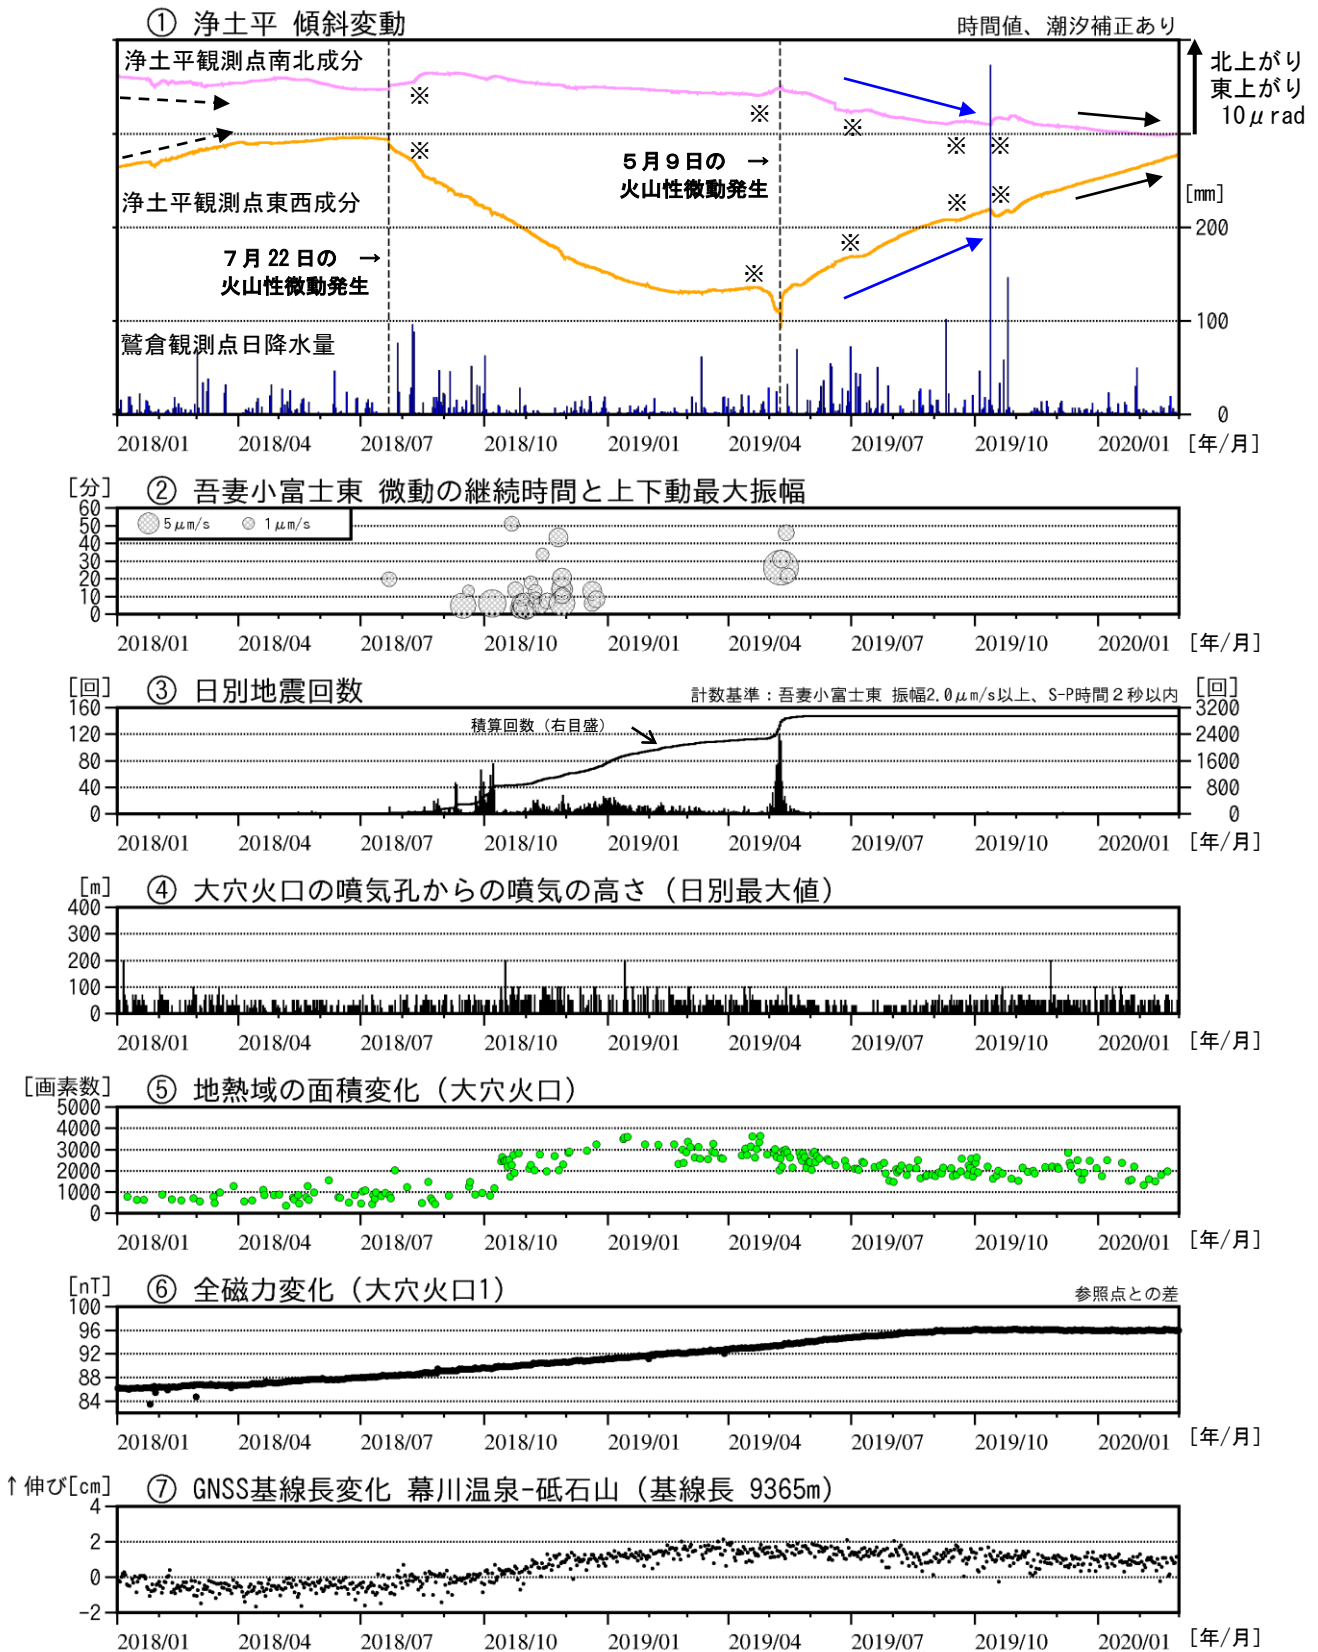 ① 浄土平 傾斜変動
時間値、潮汐補正あり
北上がり
東上がり
10μrad
浄土平観測点南北成分
※
※
※
※
※
※
5月9日の →
火山性微動発生
浄土平観測点東西成分
※
※
※
※
7月22日の →
火山性微動発生
鷲倉観測点日降水量
[mm]
200
100
0
2018/01 2018/04 2018/07 2018/10 2019/01 2019/04 2019/07 2019/10 2020/01 [年/月]
[分] ② 吾妻小富士東 微動の継続時間と上下動最大振幅
5μm/s 1μm/s
60
50
40
30
20
10
0
2018/01 2018/04 2018/07 2018/10 2019/01 2019/04 2019/07 2019/10 2020/01 [年/月]
[回] ③ 日別地震回数
計数基準：吾妻小富士東 振幅2.0μm/s以上、S-P時間2秒以内 [回]
積算回数（右目盛）
160 3200
120 2400
80 1600
40 800
0 0
2018/01 2018/04 2018/07 2018/10 2019/01 2019/04 2019/07 2019/10 2020/01 [年/月]
[m] ④ 大穴火口の噴気孔からの噴気の高さ（日別最大値）
400
300
200
100
0
2018/01 2018/04 2018/07 2018/10 2019/01 2019/04 2019/07 2019/10 2020/01 [年/月]
[画素数] ⑤ 地熱域の面積変化（大穴火口）
5000
4000
3000
2000
1000
0
2018/01 2018/04 2018/07 2018/10 2019/01 2019/04 2019/07 2019/10 2020/01 [年/月]
[nT] ⑥ 全磁力変化（大穴火口1）
参照点との差
100
96
92
88
84
2018/01 2018/04 2018/07 2018/10 2019/01 2019/04 2019/07 2019/10 2020/01 [年/月]
↑伸び[cm] ⑦ GNSS基線長変化 幕川温泉-砥石山（基線長 9365m）
4
2
0
-2
2018/01 2018/04 2018/07 2018/10 2019/01 2019/04 2019/07 2019/10 2020/01 [年/月]